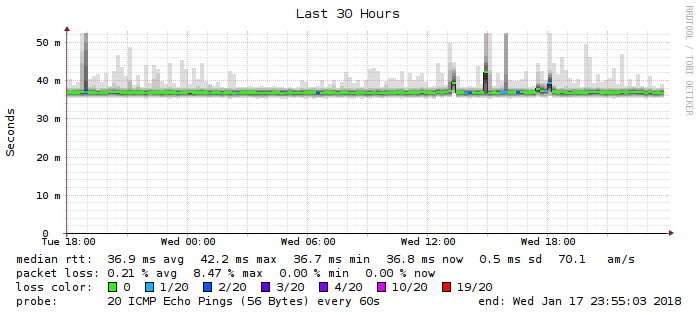 Last 30 Hours
RRDTOOL / TOBI OETIKER
Seconds
50 m
40 m
30 m
20 m
10 m
0
Tue 18:00 Wed 00:00 Wed 06:00 Wed 12:00 Wed 18:00
median rtt: 36.9 ms avg 42.2 ms max 36.7 ms min 36.8 ms now 0.5 ms sd 70.1 am/s
packet loss: 0.21 % avg 8.47 % max 0.00 % min 0.00 % now
loss color: 0 1/20 2/20 3/20 4/20 10/20 19/20
probe: 20 ICMP Echo Pings (56 Bytes) every 60s end: Wed Jan 17 23:55:03 2018